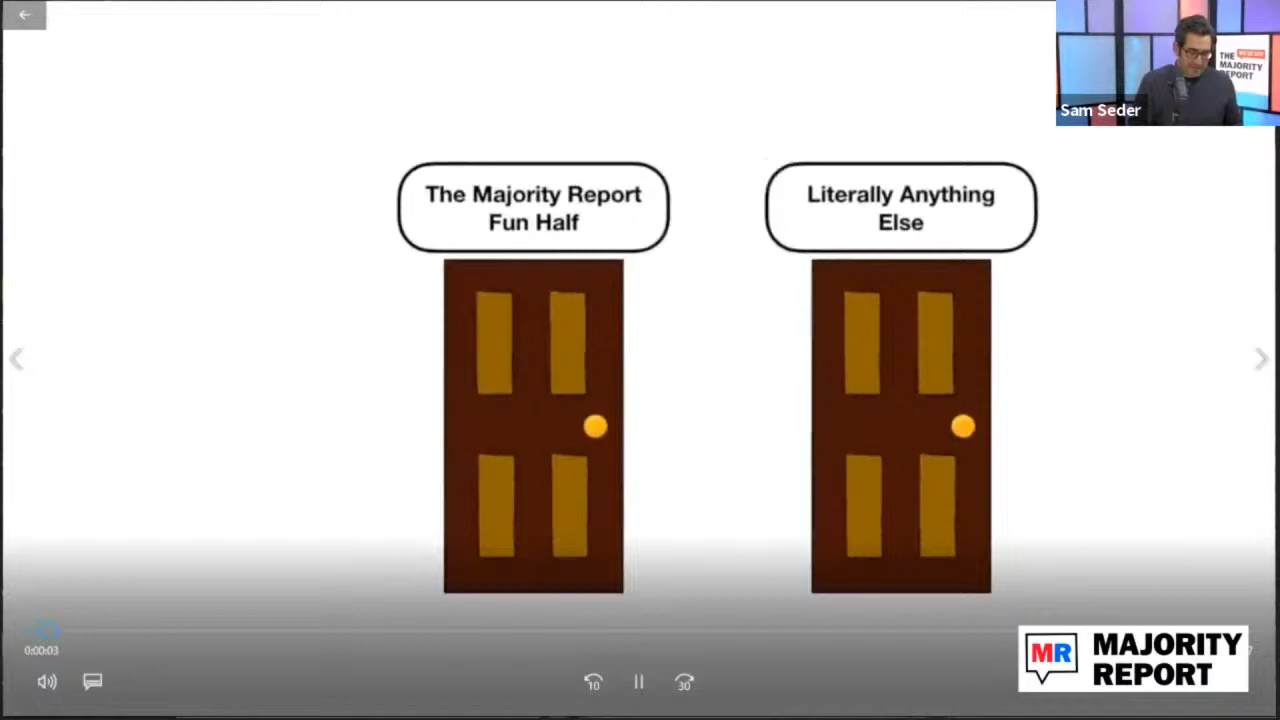 THE
MAJORITY
REPORT
Sam Seder
The Majority Report
Fun Half
Literally Anything
Else
0:00:03
10
30
MR
MAJORITY
REPORT